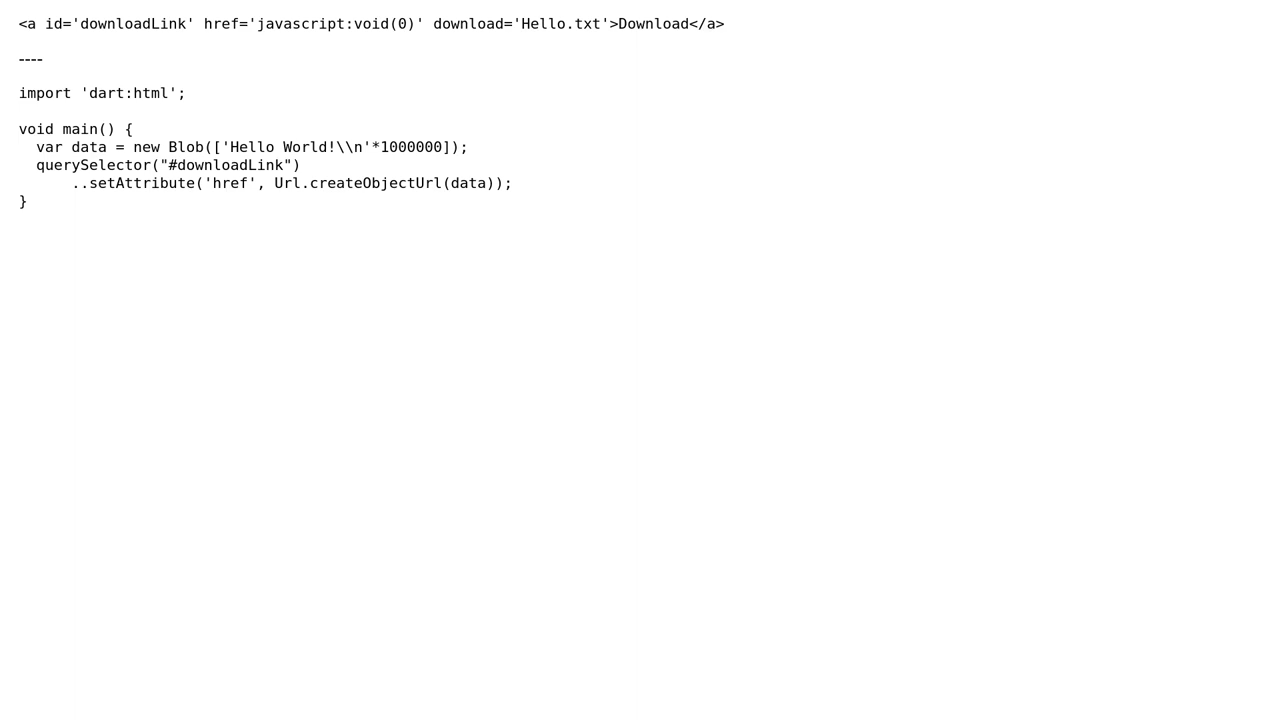 <a id='downloadLink' href='javascript:void(0)' download='Hello.txt'>Download</a>
----
import 'dart:html';
void main() {
  var data = new Blob(['Hello World!\\n'*1000000]);
  querySelector("#downloadLink")
      ..setAttribute('href', Url.createObjectUrl(data));
}